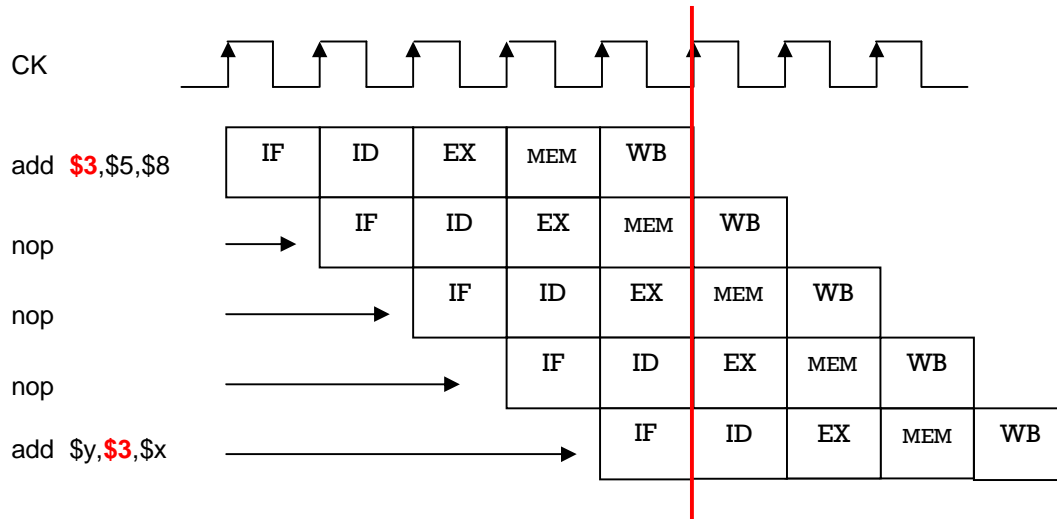 CK
add $3,$5,$8 IF ID EX MEM WB
nop IF ID EX MEM WB
nop IF ID EX MEM WB
nop IF ID EX MEM WB
add $y,$3,$x IF ID EX MEM WB